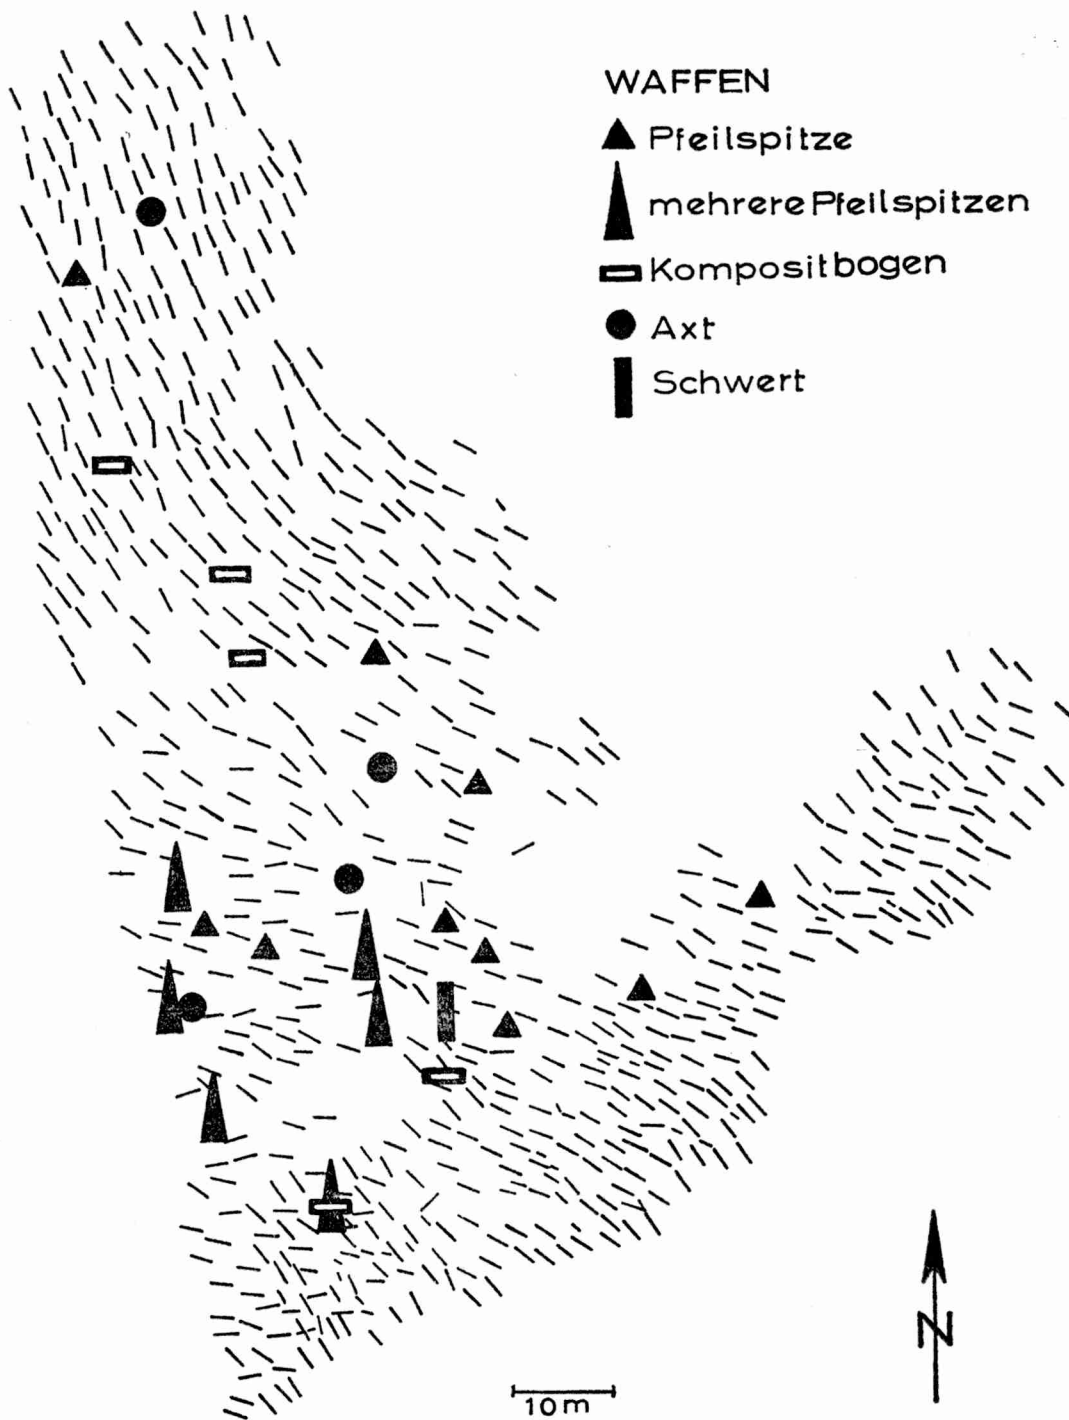 WAFFEN
Pfeilspitze
mehrere Pfeilspitzen
Kompositbogen
Axt
Schwert
N
10m